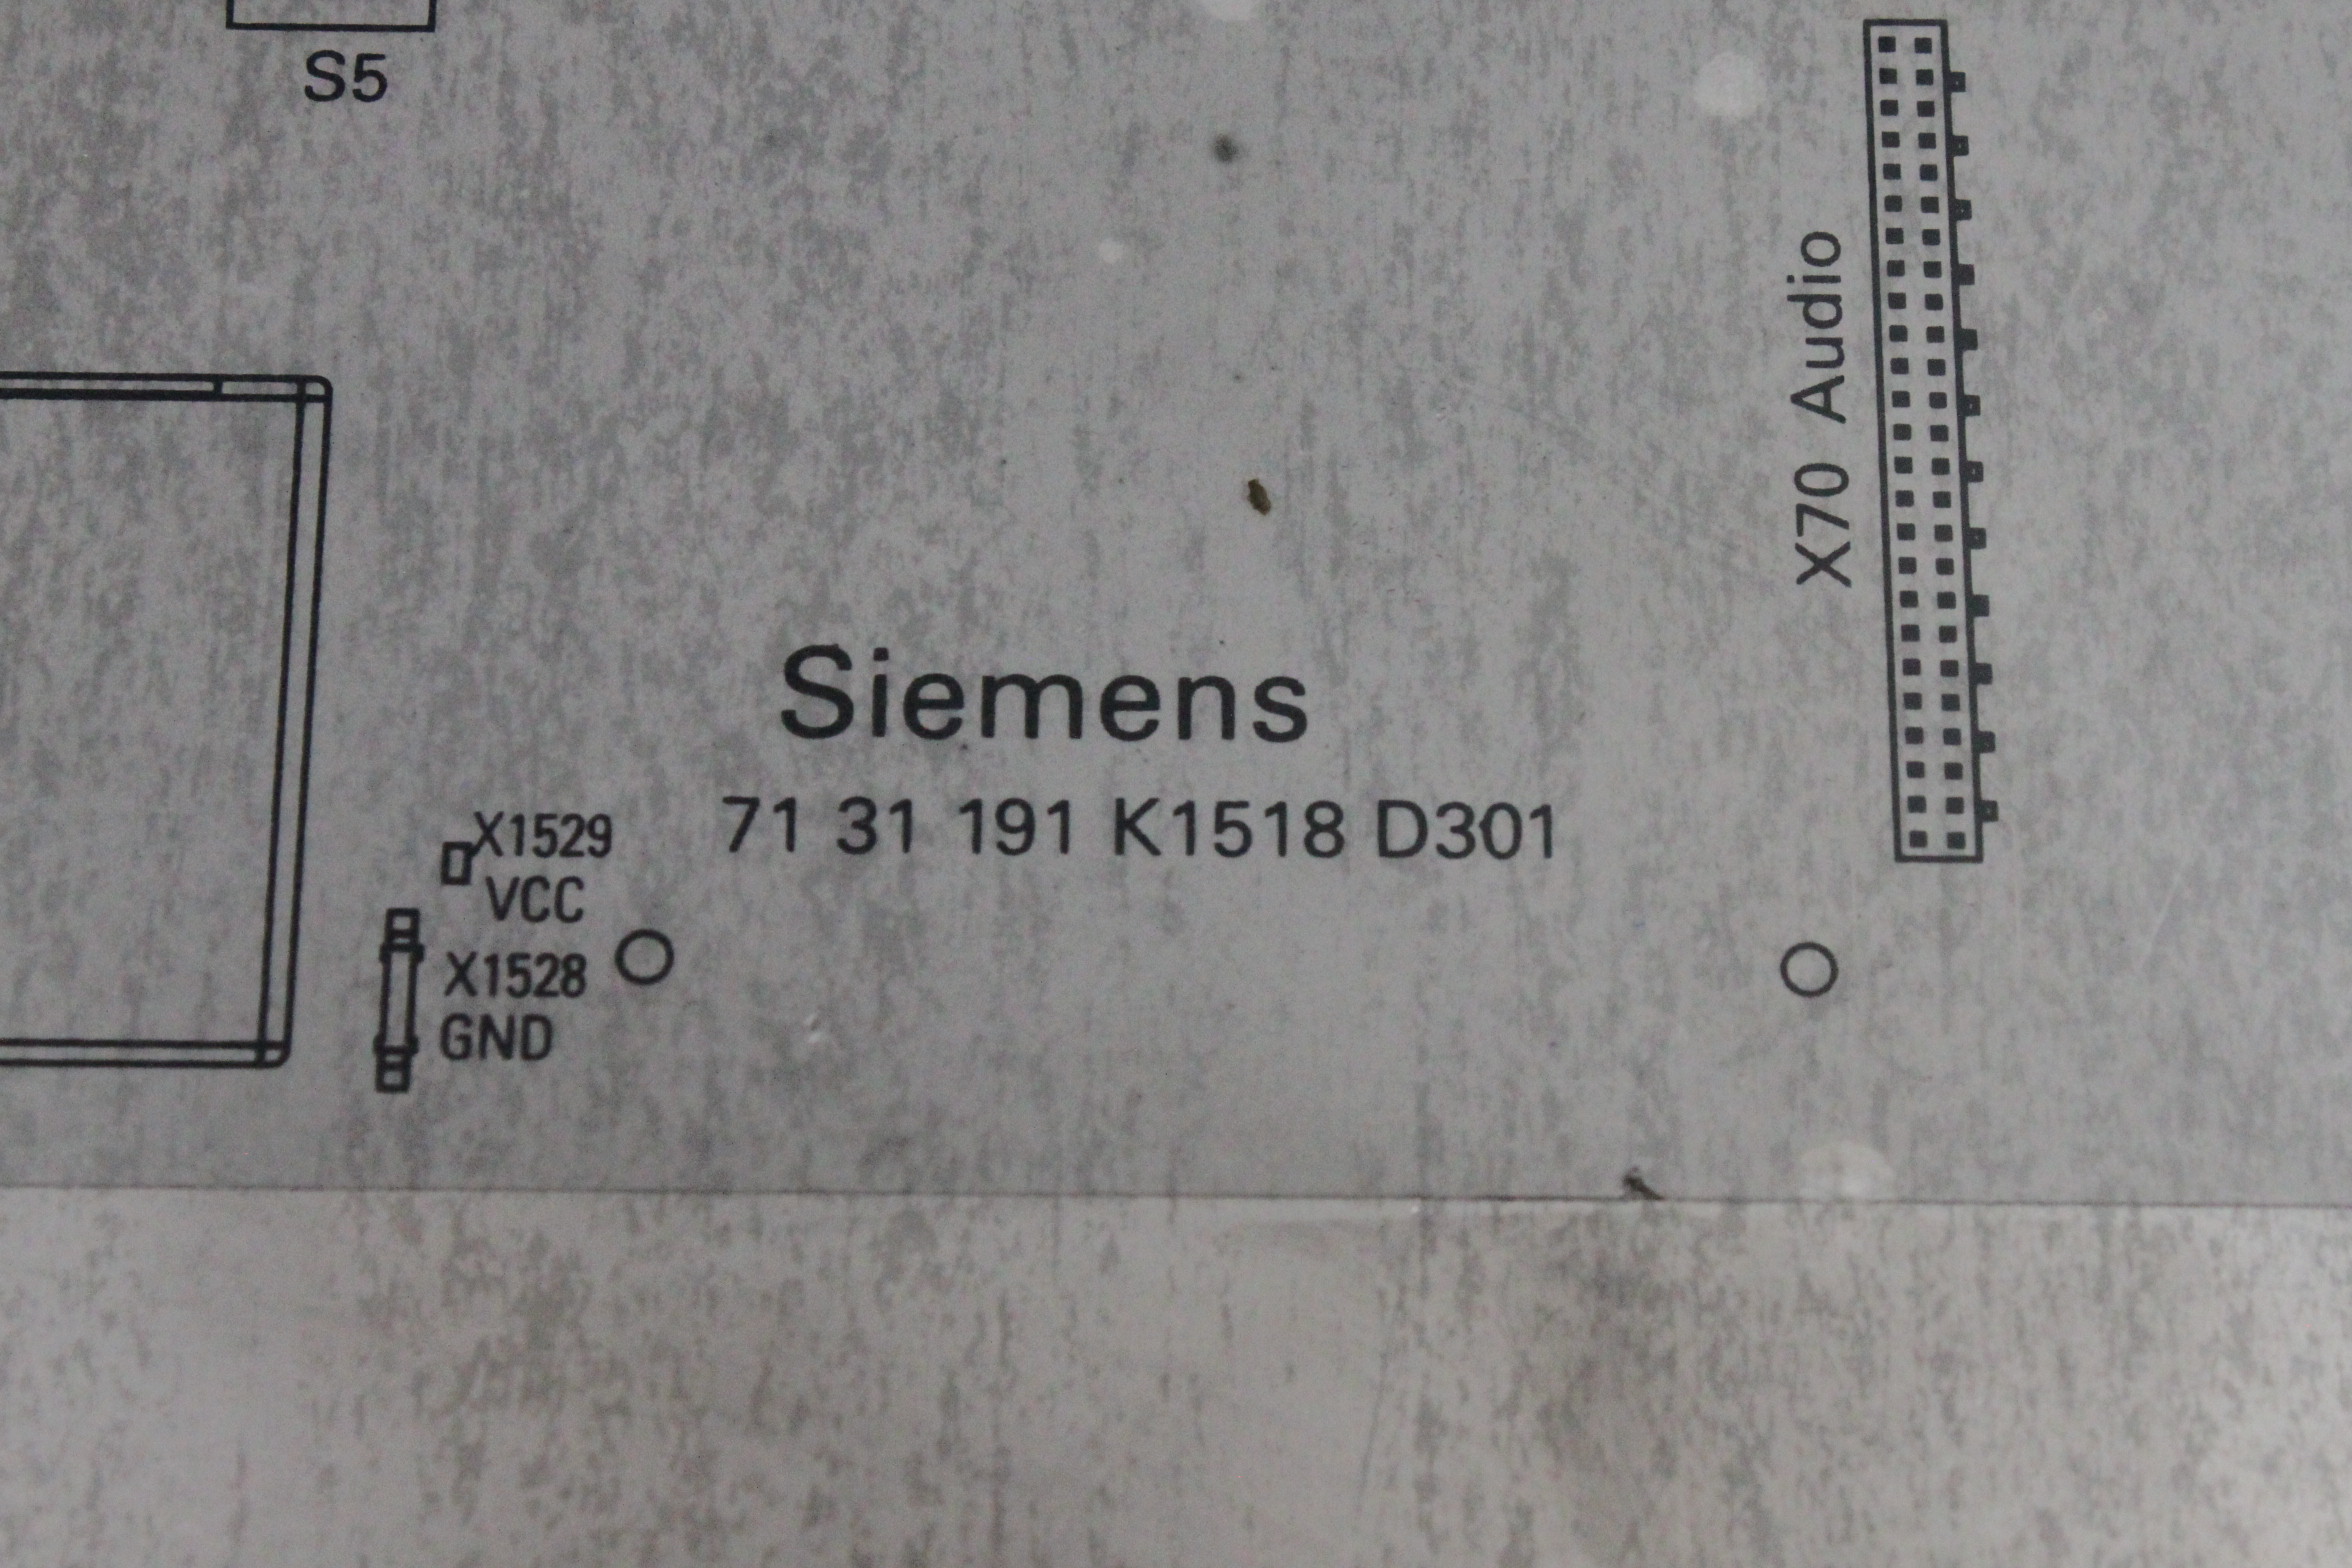 S5
X70 Audio
Siemens
71 31 191 K1518 D301
X1529
VCC
X1528
GND